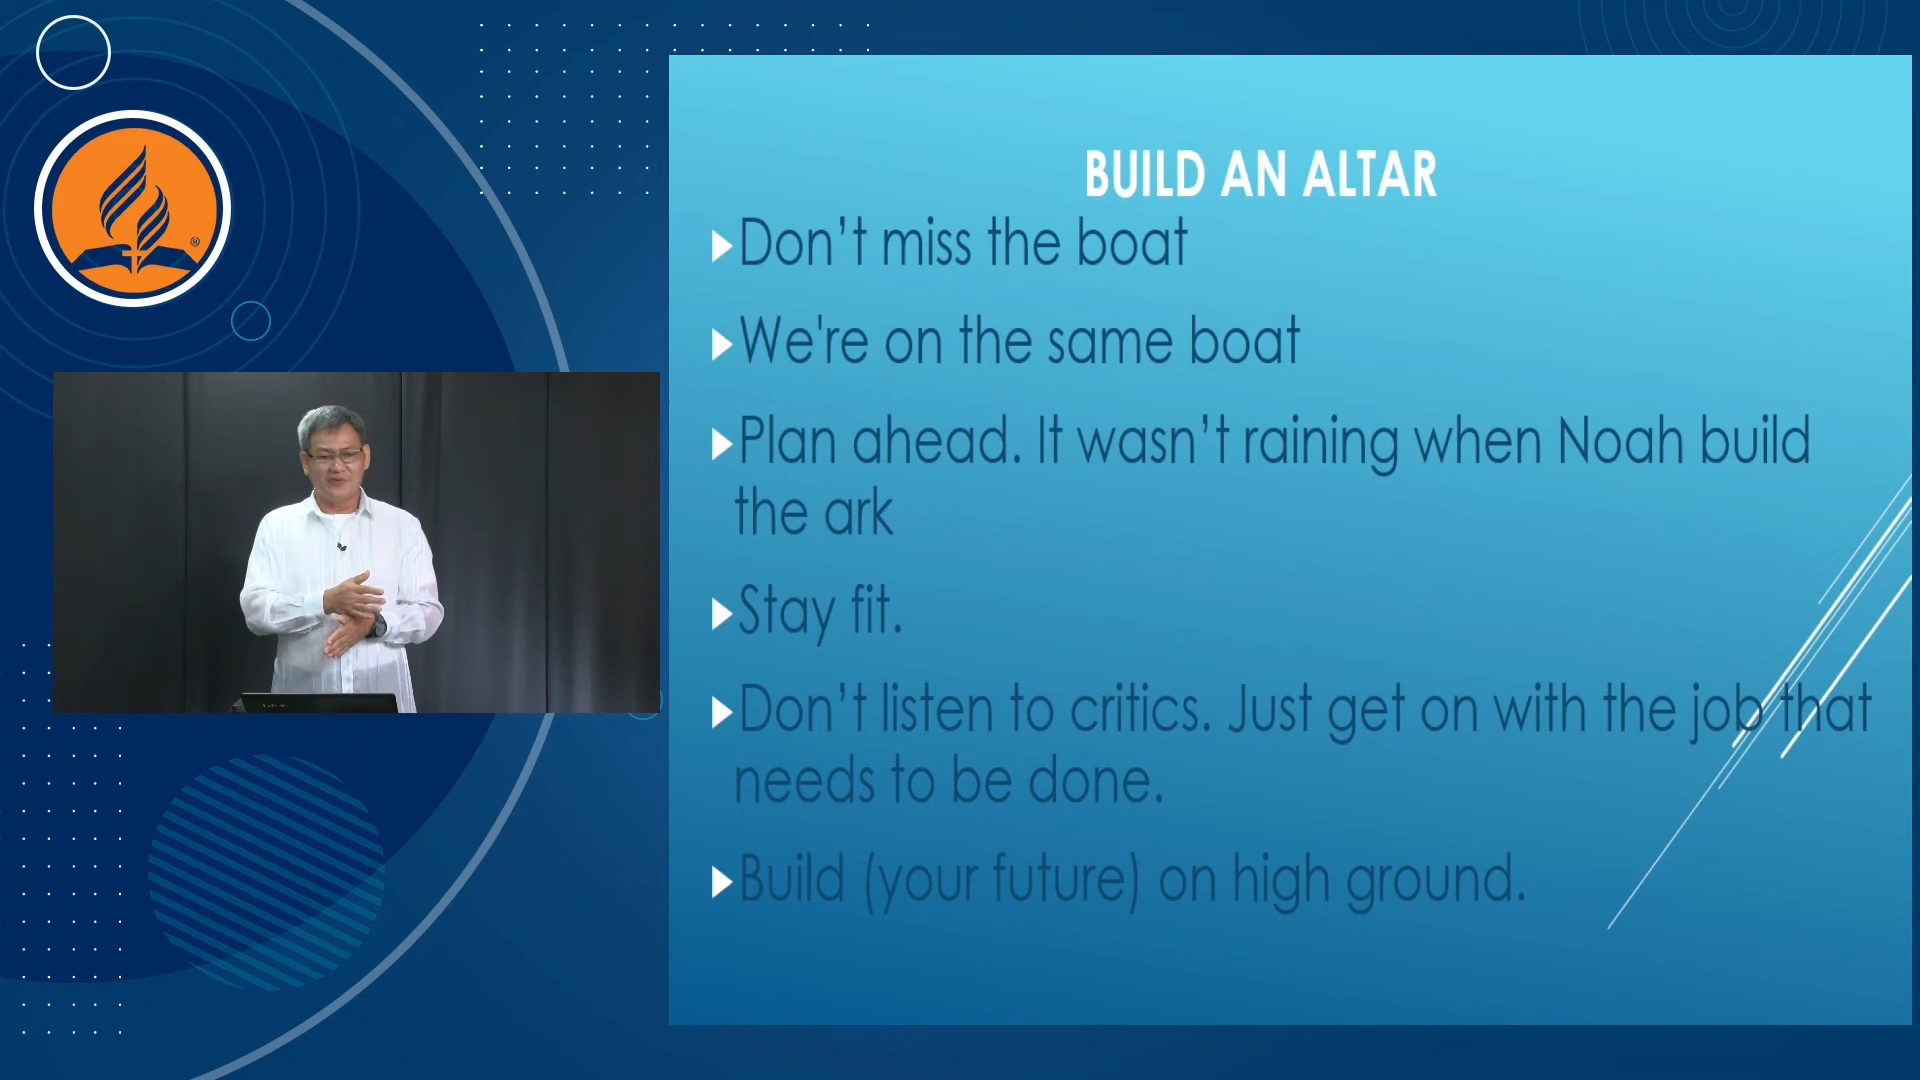 BUILD AN ALTAR
Don’t miss the boat
We're on the same boat
Plan ahead. It wasn’t raining when Noah build
the ark
Stay fit.
Don’t listen to critics. Just get on with the job that
needs to be done.
Build (your future) on high ground.
®